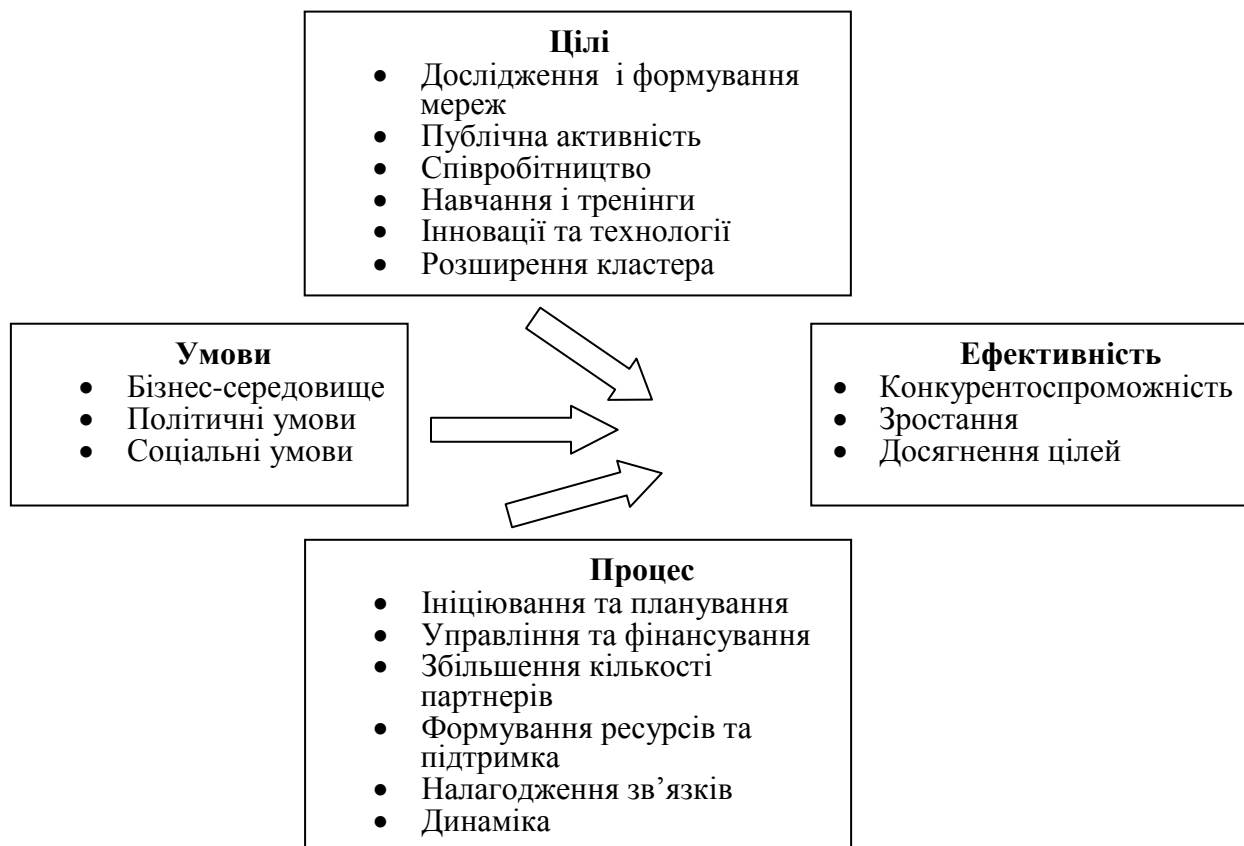 Цілі
• Дослідження і формування
мереж
• Публічна активність
• Співробітництво
• Навчання і тренінги
• Інновації та технології
• Розширення кластера
Умови
• Бізнес-середовище
• Політичні умови
• Соціальні умови
Ефективність
• Конкурентоспроможність
• Зростання
• Досягнення цілей
Процес
• Ініціювання та планування
• Управління та фінансування
• Збільшення кількості
партнерів
• Формування ресурсів та
підтримка
• Налагодження зв’язків
• Динаміка